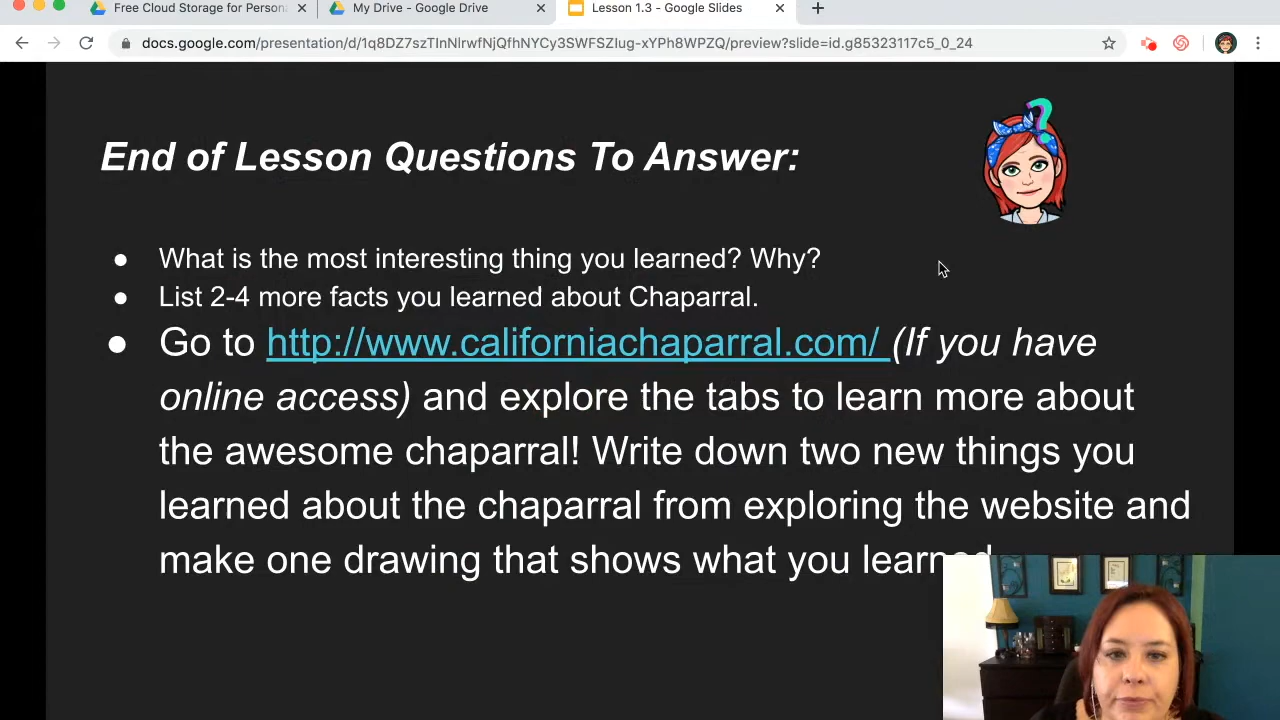 Free Cloud Storage for Persona
My Drive - Google Drive
Lesson 1.3 - Google Slides
docs.google.com/presentation/d/1q8DZ7szTInNlrwfNjQfhNYCy3SWFSZIug-xYPh8WPZQ/preview?slide=id.g85323117c5_0_24
End of Lesson Questions To Answer:
?
● What is the most interesting thing you learned? Why?
● List 2-4 more facts you learned about Chaparral.
● Go to http://www.californiachaparral.com/ (If you have
online access) and explore the tabs to learn more about
the awesome chaparral! Write down two new things you
learned about the chaparral from exploring the website and
make one drawing that shows what you learned